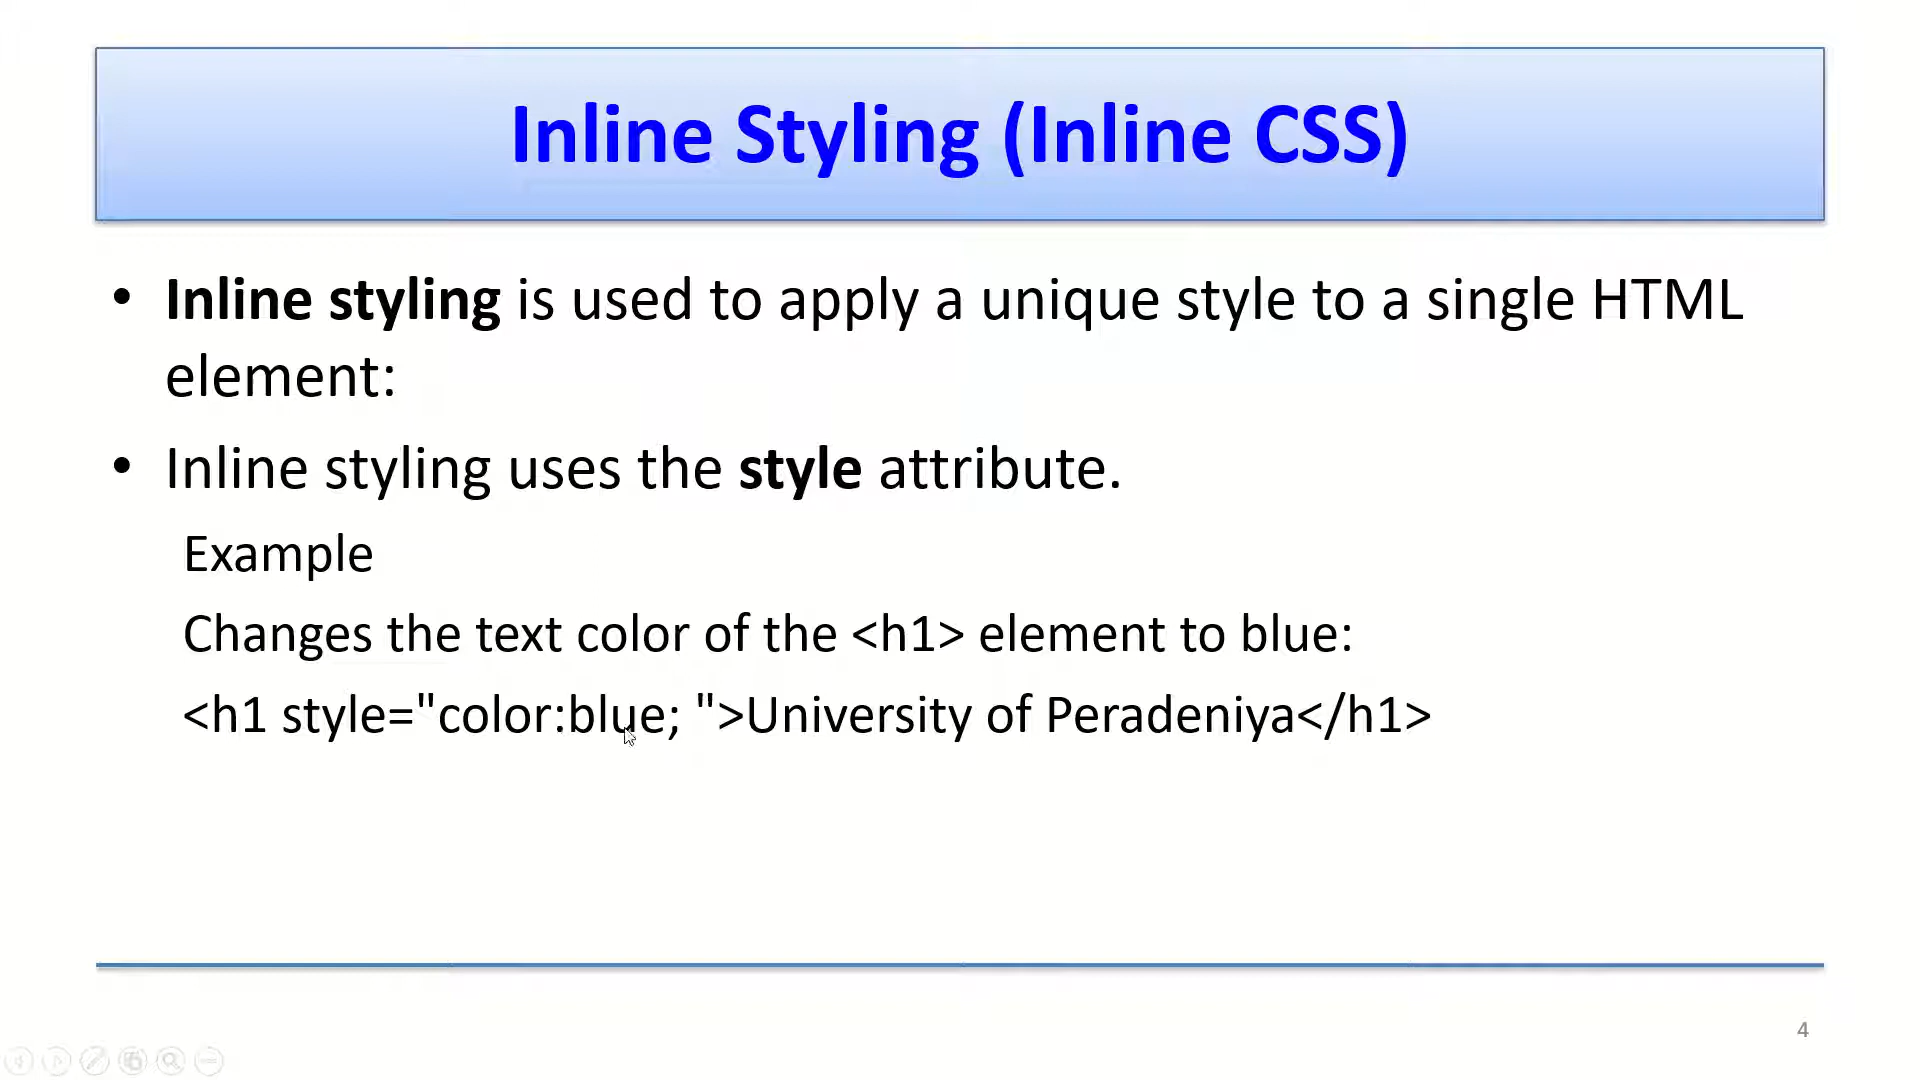 Inline Styling (Inline CSS)
• Inline styling is used to apply a unique style to a single HTML
element:
• Inline styling uses the style attribute.
Example
Changes the text color of the <h1> element to blue:
<h1 style="color:blue; ">University of Peradeniya</h1>
4